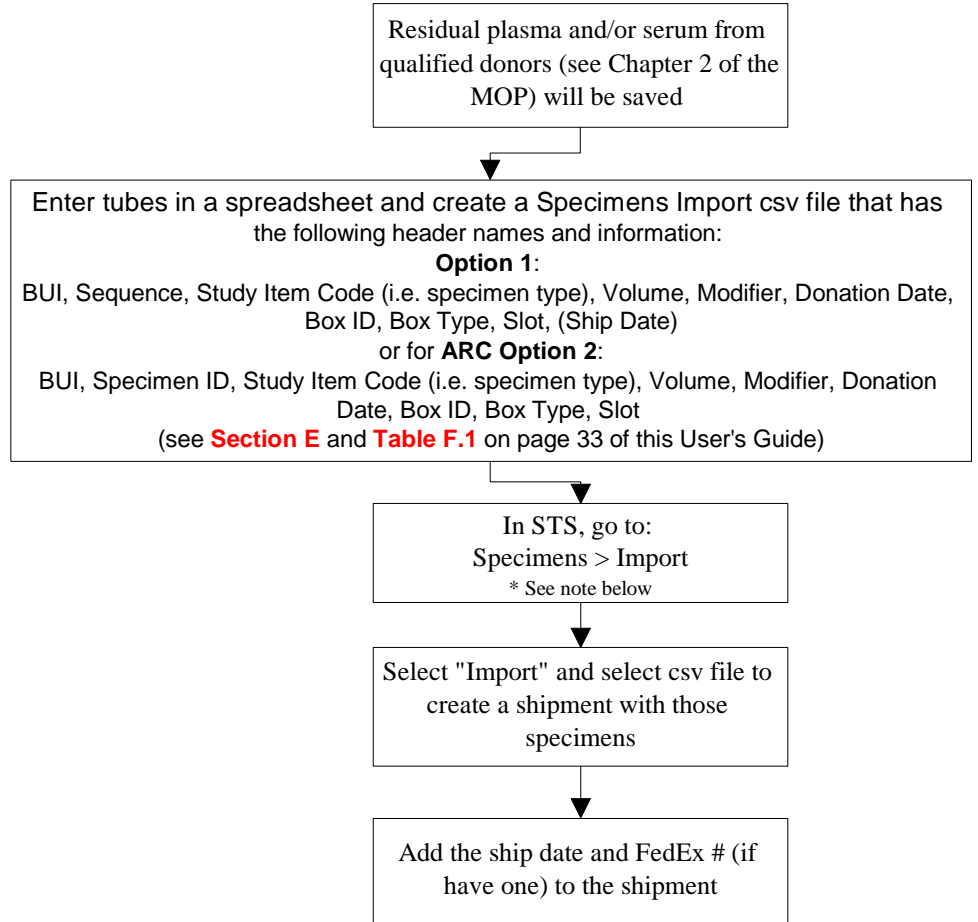 Residual plasma and/or serum from
qualified donors (see Chapter 2 of the
MOP) will be saved
Enter tubes in a spreadsheet and create a Specimens Import csv file that has
the following header names and information:
Option 1:
BUI, Sequence, Study Item Code (i.e. specimen type), Volume, Modifier, Donation Date,
Box ID, Box Type, Slot, (Ship Date)
or for ARC Option 2:
BUI, Specimen ID, Study Item Code (i.e. specimen type), Volume, Modifier, Donation
Date, Box ID, Box Type, Slot
(see Section E and Table F.1 on page 33 of this User's Guide)
In STS, go to:
Specimens > Import
* See note below
Select "Import" and select csv file to
create a shipment with those
specimens
Add the ship date and FedEx # (if
have one) to the shipment